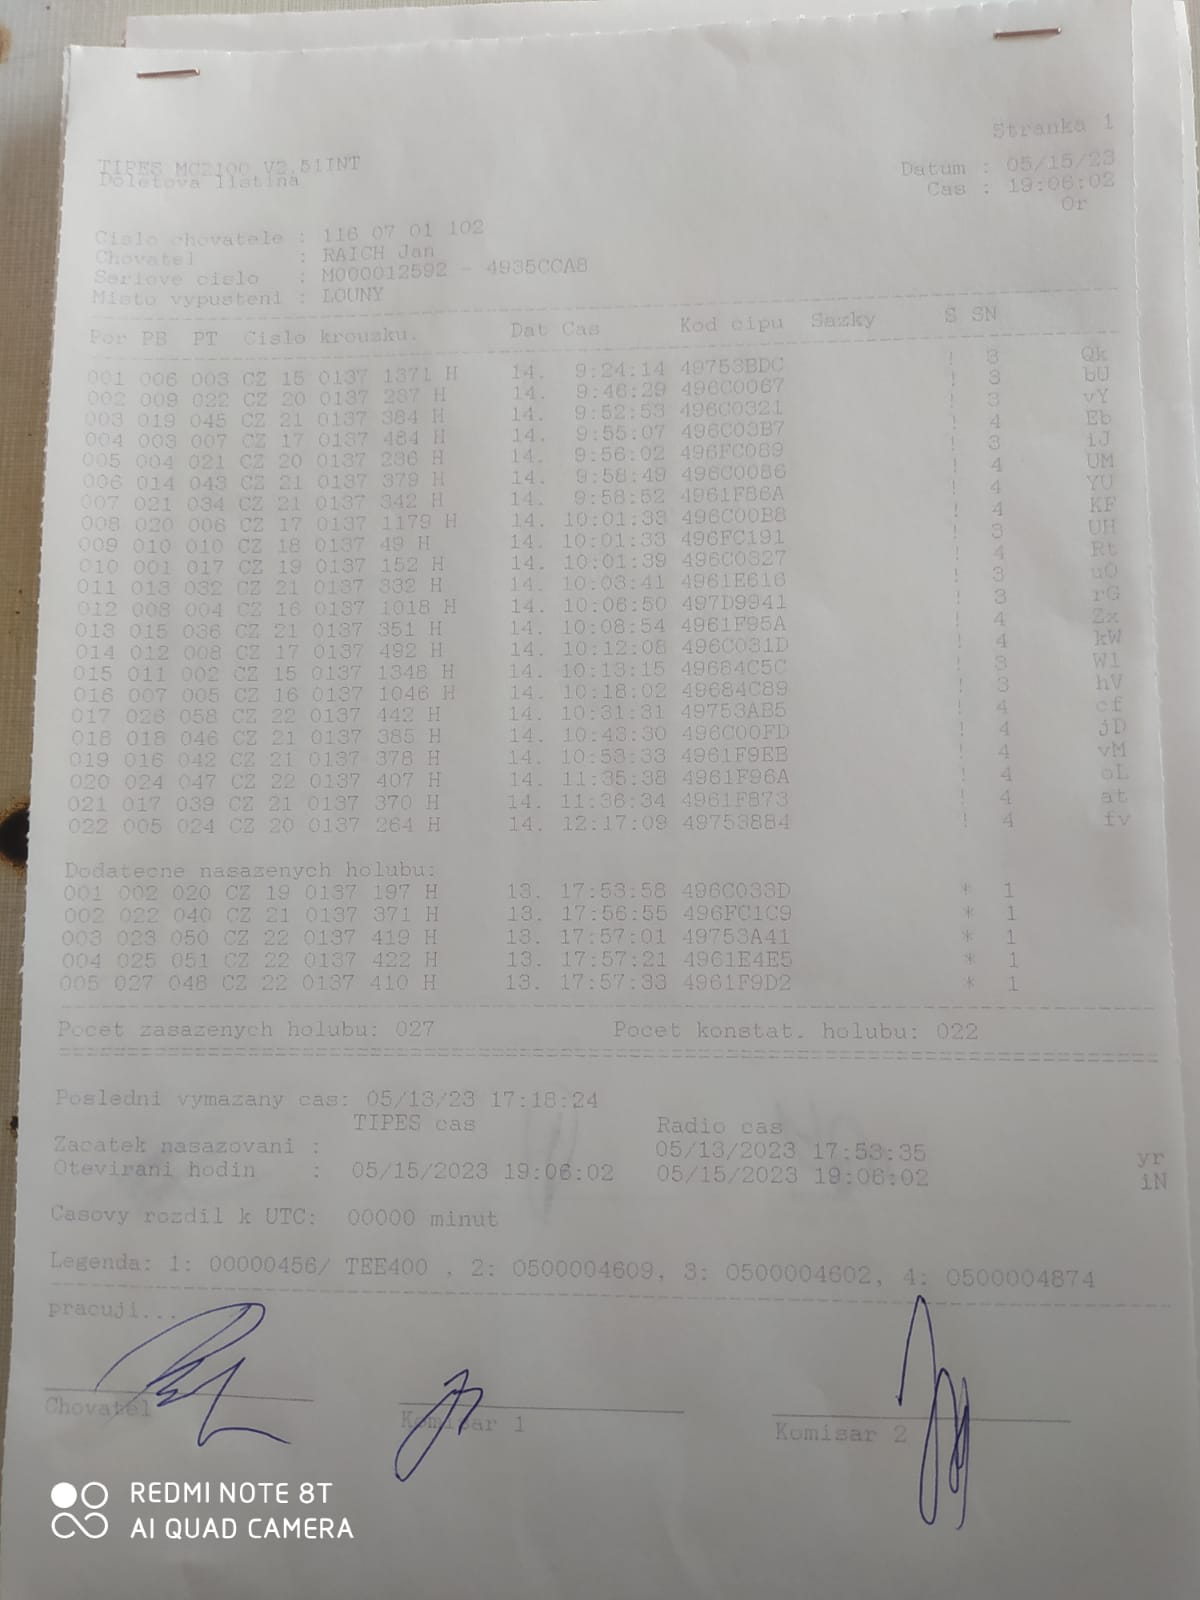 Stranka 1
TIPES MC2100 V2.51INT
Doletova listina
Datum : 05/15/23
Cas : 19:06:02
Or
Cislo chovatele : 116 07 01 102
Chovatel : RAICH Jan
Seriove cislo : M000012592 - 4935CCA8
Misto vypusteni : LOUNY
Por PB PT Cislo krouzku. Dat Cas Kod cipu Sazky S SN
001 006 003 CZ 15 0137 1371 H 14. 9:24:14 49753BDC ! 3 Qk
002 009 022 CZ 20 0137 237 H 14. 9:46:29 496C0067 ! 3 bU
003 019 045 CZ 21 0137 384 H 14. 9:52:53 496C0321 ! 3 vY
004 003 007 CZ 17 0137 484 H 14. 9:55:07 496C03B7 ! 4 Eb
005 004 021 CZ 20 0137 236 H 14. 9:56:02 496FC089 ! 3 iJ
006 014 043 CZ 21 0137 379 H 14. 9:58:49 496C0086 ! 4 UM
007 021 034 CZ 21 0137 342 H 14. 9:58:52 4961F86A ! 4 YU
008 020 006 CZ 17 0137 1179 H 14. 10:01:33 496C00B8 ! 4 KF
009 010 010 CZ 18 0137 49 H 14. 10:01:33 496FC191 ! 3 UH
010 001 017 CZ 19 0137 152 H 14. 10:01:39 496C0327 ! 4 Rt
011 013 032 CZ 21 0137 332 H 14. 10:03:41 4961E616 ! 3 uO
012 008 004 CZ 16 0137 1018 H 14. 10:06:50 497D9941 ! 3 rG
013 015 036 CZ 21 0137 351 H 14. 10:08:54 4961F95A ! 4 Zx
014 012 008 CZ 17 0137 492 H 14. 10:12:08 496C031D ! 4 kW
015 011 002 CZ 15 0137 1348 H 14. 10:13:15 49684C5C ! 3 Wl
016 007 005 CZ 16 0137 1046 H 14. 10:18:02 49684C89 ! 3 hV
017 026 058 CZ 22 0137 442 H 14. 10:31:31 49753AB5 ! 4 cf
018 018 046 CZ 21 0137 385 H 14. 10:43:30 496C00FD ! 4 jD
019 016 042 CZ 21 0137 378 H 14. 10:53:33 4961F9EB ! 4 vM
020 024 047 CZ 22 0137 407 H 14. 11:35:38 4961F96A ! 4 oL
021 017 039 CZ 21 0137 370 H 14. 11:36:34 4961F873 ! 4 at
022 005 024 CZ 20 0137 264 H 14. 12:17:09 49753884 ! 4 fv
Dodatecne nasazenych holubu:
001 002 020 CZ 19 0137 197 H 13. 17:53:58 496C033D * 1
002 022 040 CZ 21 0137 371 H 13. 17:56:55 496FC1C9 * 1
003 023 050 CZ 22 0137 419 H 13. 17:57:01 49753A41 * 1
004 025 051 CZ 22 0137 422 H 13. 17:57:21 4961E4E5 * 1
005 027 048 CZ 22 0137 410 H 13. 17:57:33 4961F9D2 * 1
Pocet zasazenych holubu: 027 Pocet konstat. holubu: 022
Posledni vymazany cas: 05/13/23 17:18:24
TIPES cas Radio cas
Zacatek nasazovani : 05/13/2023 17:53:35 yr
Otevirani hodin : 05/15/2023 19:06:02 05/15/2023 19:06:02 iN
Casovy rozdil k UTC: 00000 minut
Legenda: 1: 00000456/ TEE400 , 2: 0500004609, 3: 0500004602, 4: 0500004874
pracuji...
Chovatel Komisar 1 Komisar 2
REDMI NOTE 8T
AI QUAD CAMERA